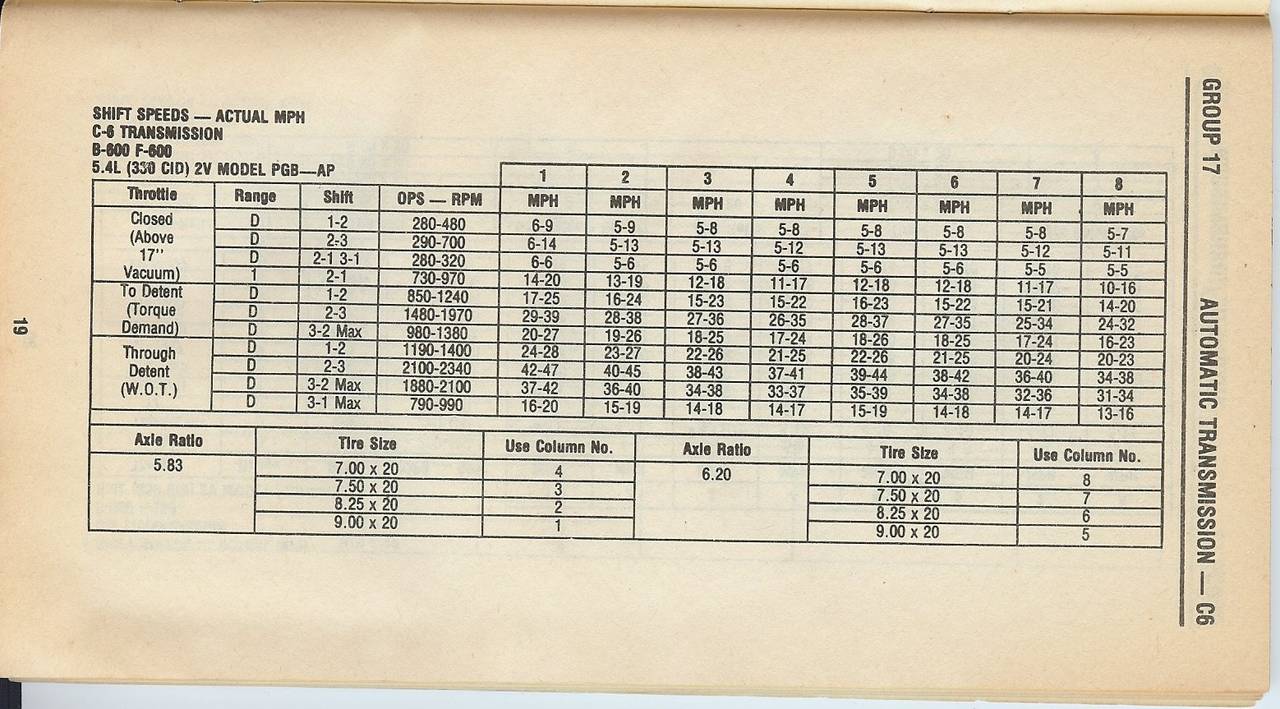 GROUP 17 AUTOMATIC TRANSMISSION — C6
SHIFT SPEEDS — ACTUAL MPH
C-6 TRANSMISSION
B-600 F-600
5.4L (330 CID) 2V MODEL PGB—AP
1 2 3 4 5 6 7 8
Throttle Range Shift OPS — RPM MPH MPH MPH MPH MPH MPH MPH MPH
Closed D 1-2 280-480 6-9 5-9 5-8 5-8 5-8 5-8 5-8 5-7
(Above D 2-3 290-700 6-14 5-13 5-13 5-12 5-13 5-13 5-12 5-11
17'' D 2-1 3-1 280-320 6-6 5-6 5-6 5-6 5-6 5-6 5-5 5-5
Vacuum) 1 2-1 730-970 14-20 13-19 12-18 11-17 12-18 12-18 11-17 10-16
To Detent D 1-2 850-1240 17-25 16-24 15-23 15-22 16-23 15-22 15-21 14-20
(Torque D 2-3 1480-1970 29-39 28-38 27-36 26-35 28-37 27-35 25-34 24-32
Demand) D 3-2 Max 980-1380 20-27 19-26 18-25 17-24 18-26 18-25 17-24 16-23
Through D 1-2 1190-1400 24-28 23-27 22-26 21-25 22-26 21-25 20-24 20-23
Detent D 2-3 2100-2340 42-47 40-45 38-43 37-41 39-44 38-42 36-40 34-38
(W.O.T.) D 3-2 Max 1880-2100 37-42 36-40 34-38 33-37 35-39 34-38 32-36 31-34
D 3-1 Max 790-990 16-20 15-19 14-18 14-17 15-19 14-18 14-17 13-16
Axle Ratio Tire Size Use Column No. Axle Ratio Tire Size Use Column No.
5.83 7.00 x 20 4 6.20 7.00 x 20 8
7.50 x 20 3 7.50 x 20 7
8.25 x 20 2 8.25 x 20 6
9.00 x 20 1 9.00 x 20 5
19